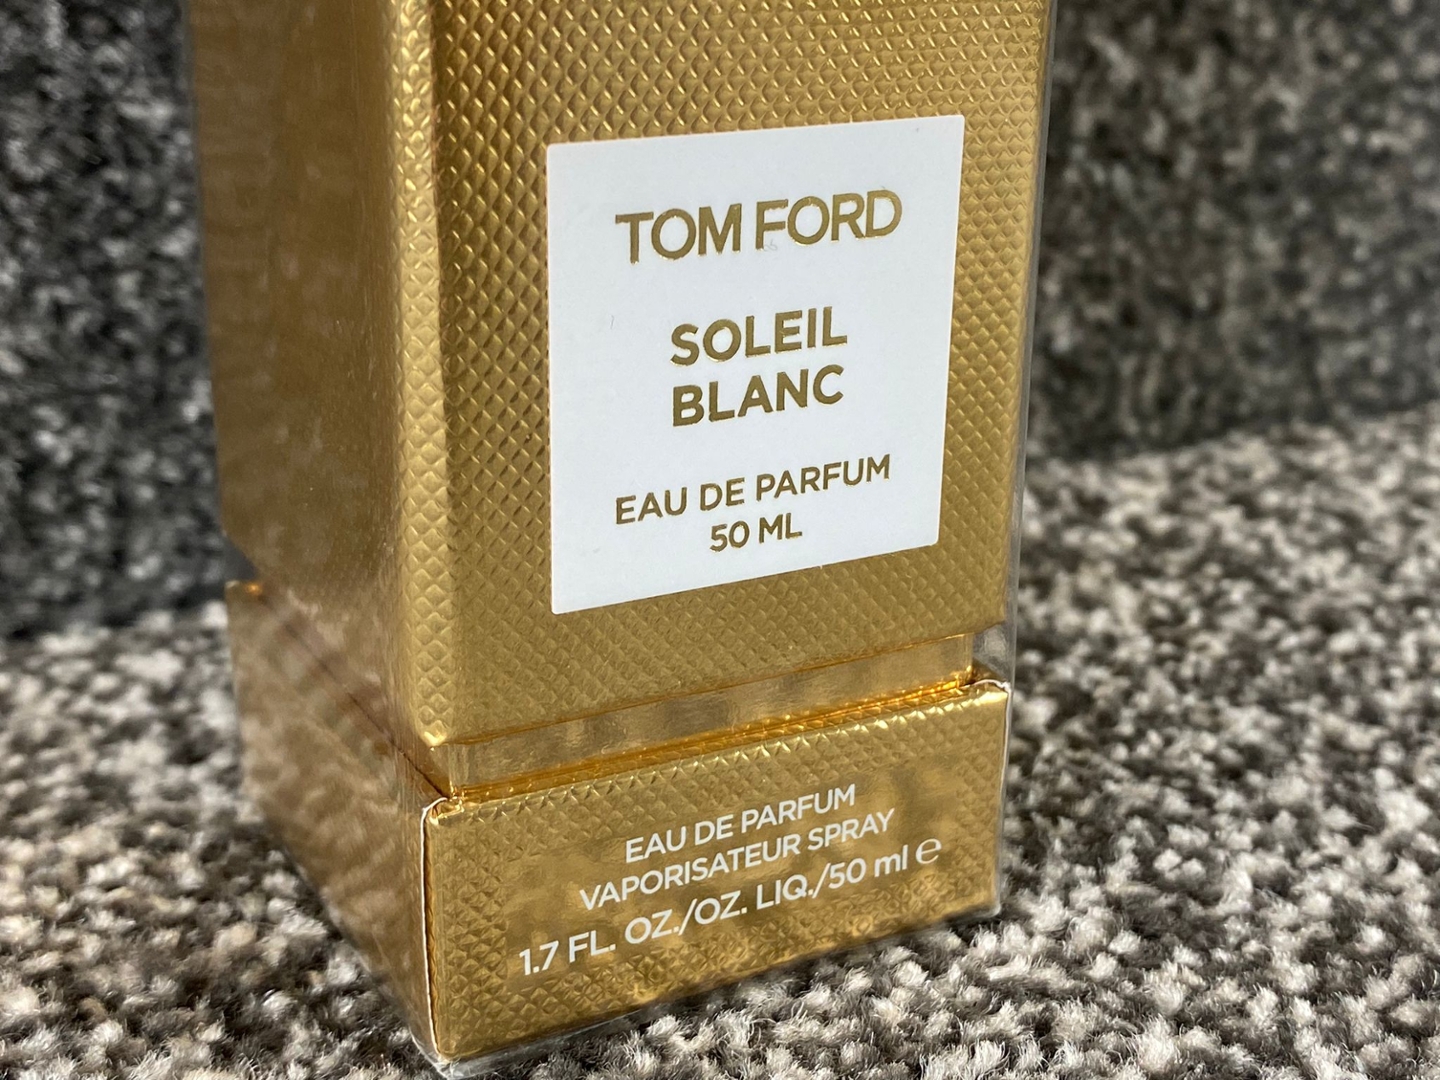 TOM FORD
SOLEIL
BLANC
EAU DE PARFUM
50 ML
EAU DE PARFUM
VAPORISATEUR SPRAY
1.7 FL. OZ./OZ. LIQ./50 ml ℮